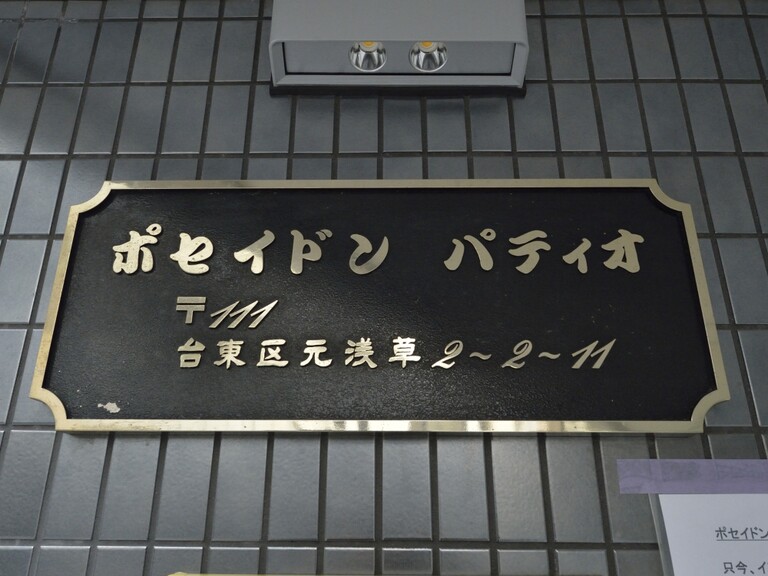 ポセイドン パティオ
〒111
台東区元浅草2~2~11
ポセイドン
只今、イ